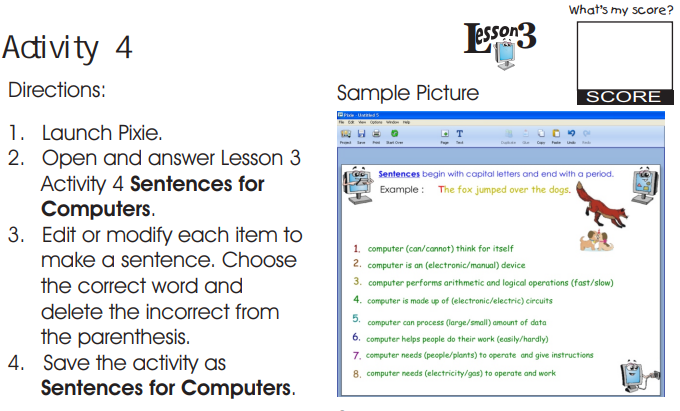 What's my score?
Lesson 3
SCORE
Activity 4
Directions:
1. Launch Pixie.
2. Open and answer Lesson 3
Activity 4 Sentences for
Computers.
3. Edit or modify each item to
make a sentence. Choose
the correct word and
delete the incorrect from
the parenthesis.
4. Save the activity as
Sentences for Computers.
Sample Picture
Pixie - Untitled 5
File Edit View Options Window Help
Project Save Print Start Over Page Text Duplicate Cut Copy Paste Undo Redo
Sentences begin with capital letters and end with a period.
Example : The fox jumped over the dogs.
1. computer (can/cannot) think for itself
2. computer is an (electronic/manual) device
3. computer performs arithmetic and logical operations (fast/slow)
4. computer is made up of (electronic/electric) circuits
5. computer can process (large/small) amount of data
6. computer helps people do their work (easily/hardly)
7. computer needs (people/plants) to operate and give instructions
8. computer needs (electricity/gas) to operate and work